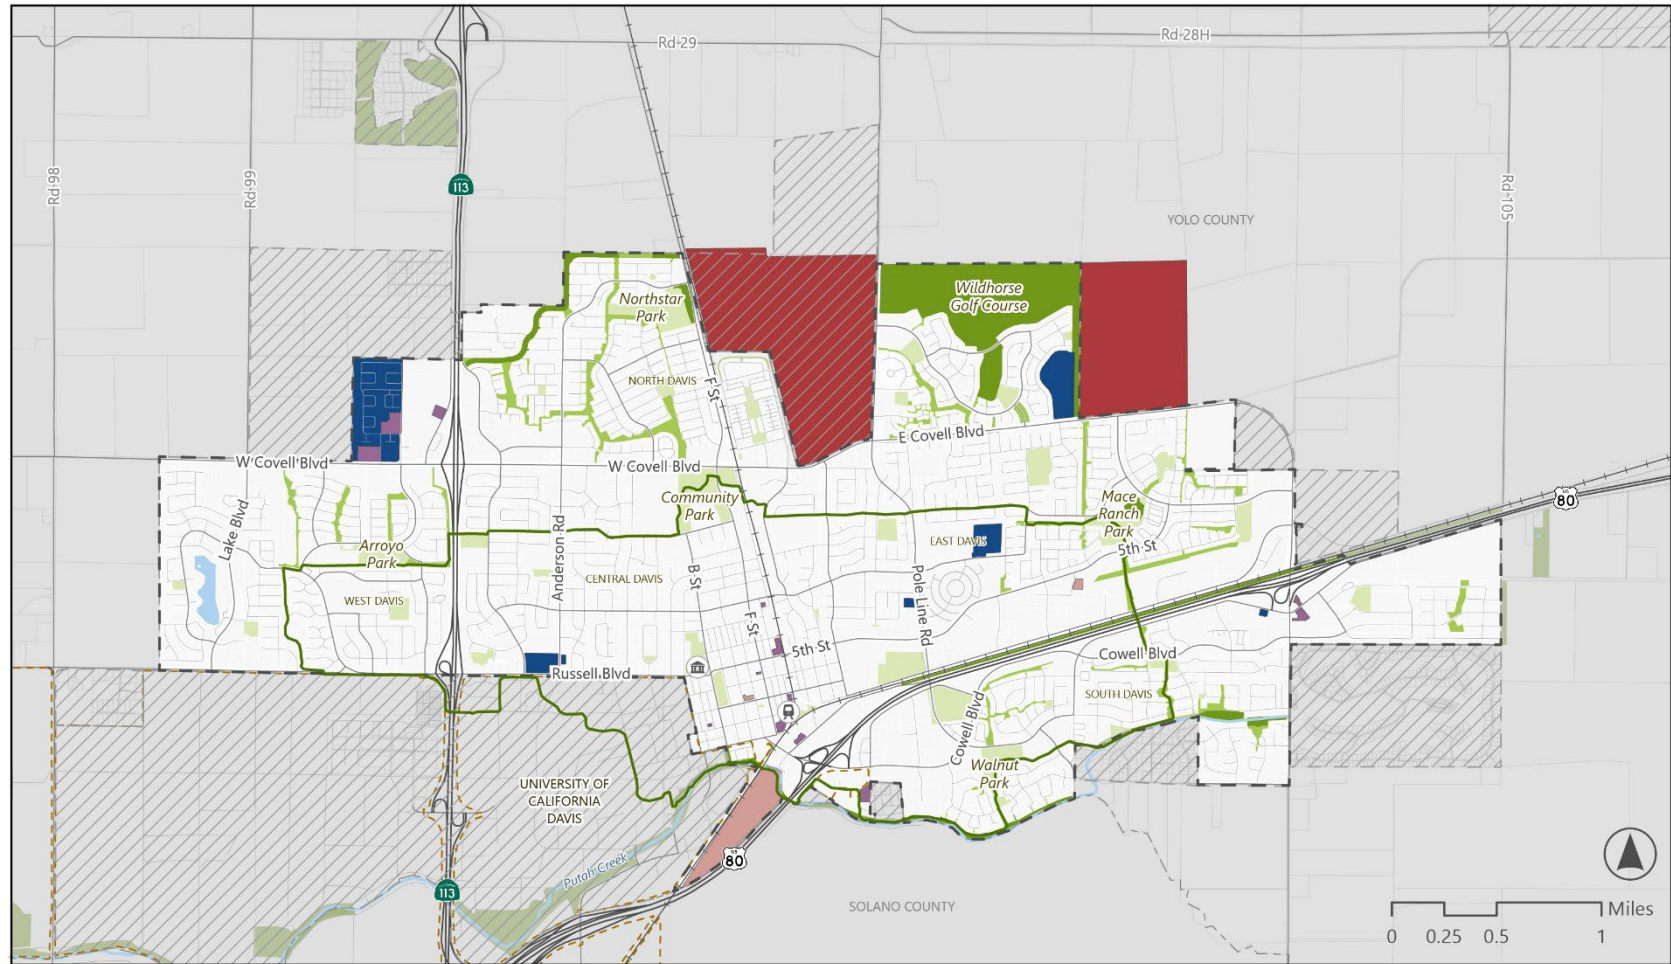 Rd 29
Rd 28H
Rd 98
Rd 99
113
Rd 105
YOLO COUNTY
Northstar
Park
Wildhorse
Golf Course
NORTH DAVIS
F St
E Covell Blvd
W Covell Blvd
W Covell Blvd
Lake Blvd
Community
Park
Mace
Ranch
Park
80
Arroyo
Park
Anderson Rd
EAST DAVIS
5th St
CENTRAL DAVIS
B St
Pole Line Rd
WEST DAVIS
F St
5th St
Cowell Blvd
Russell Blvd
SOUTH DAVIS
Cowell Blvd
Walnut
Park
UNIVERSITY OF
CALIFORNIA
DAVIS
Putah Creek
80
113
SOLANO COUNTY
Miles
0 0.25 0.5 1